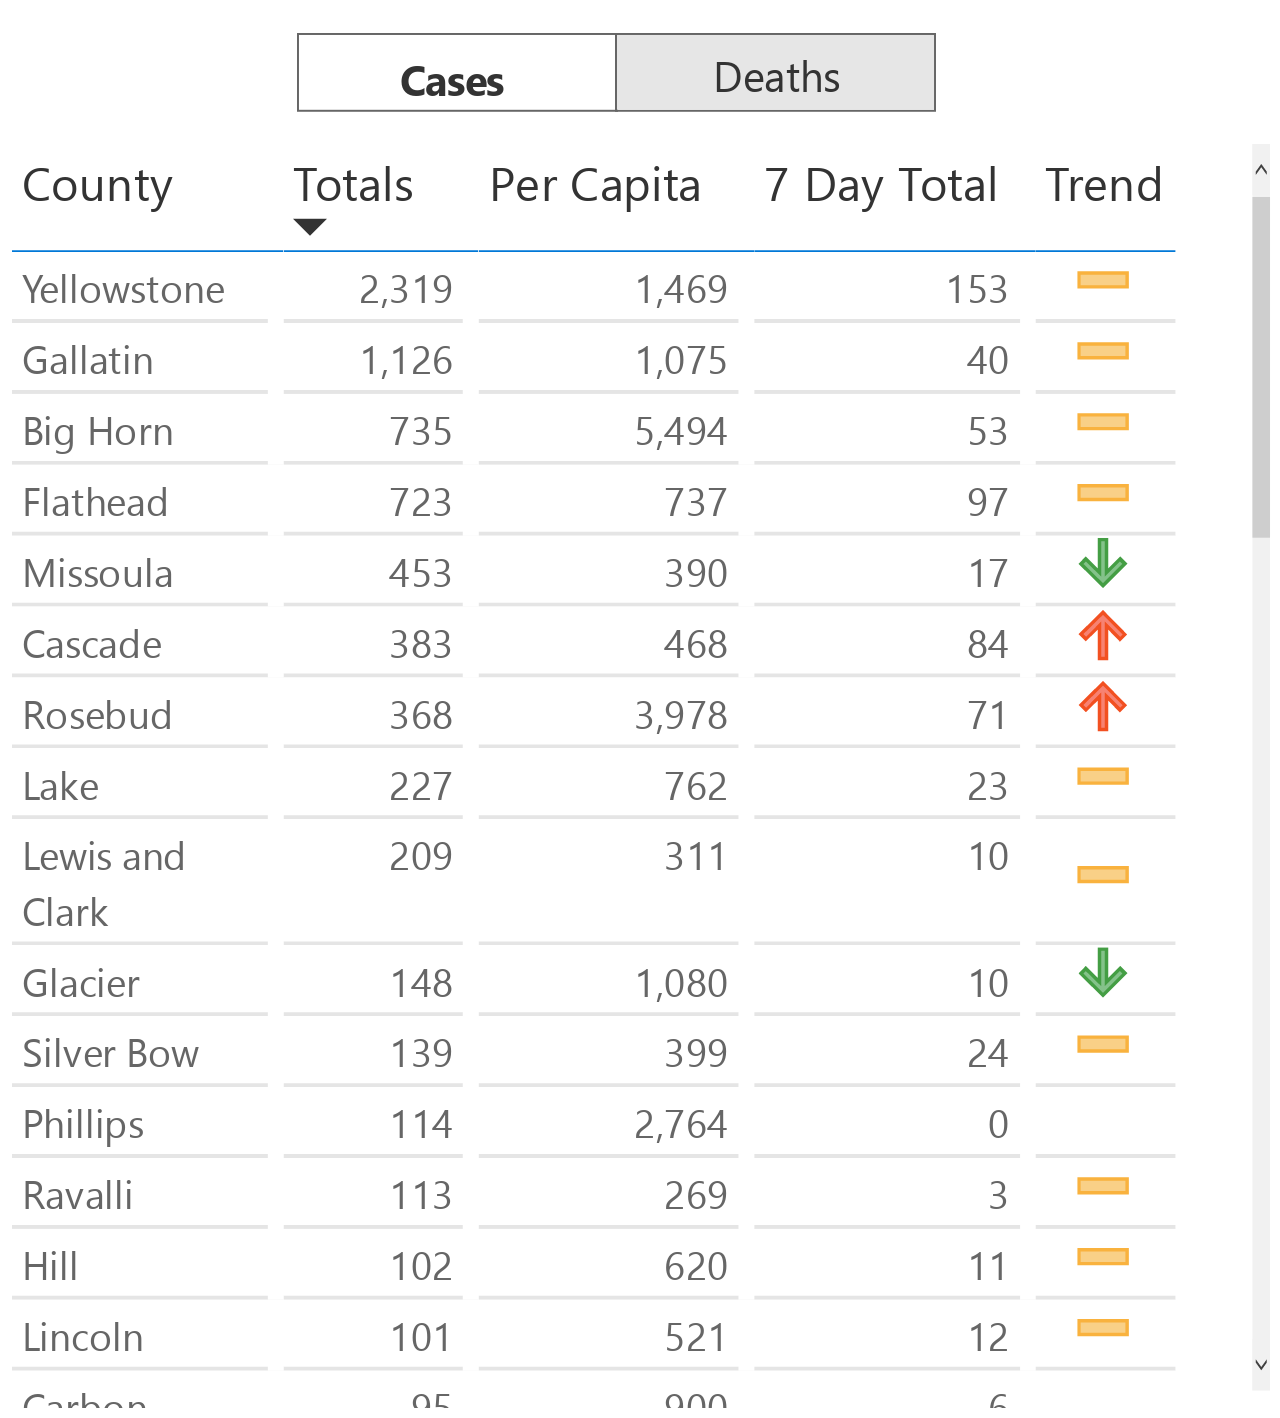 Cases Deaths
County Totals Per Capita 7 Day Total Trend
Yellowstone 2,319 1,469 153
Gallatin 1,126 1,075 40
Big Horn 735 5,494 53
Flathead 723 737 97
Missoula 453 390 17
Cascade 383 468 84
Rosebud 368 3,978 71
Lake 227 762 23
Lewis and 209 311 10
Clark
Glacier 148 1,080 10
Silver Bow 139 399 24
Phillips 114 2,764 0
Ravalli 113 269 3
Hill 102 620 11
Lincoln 101 521 12
Carbon 95 900 6